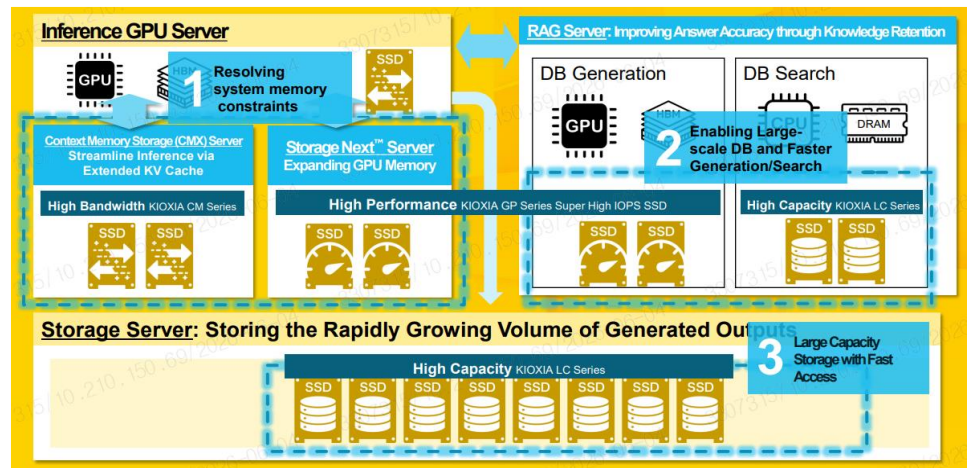 Inference GPU Server
GPU
HBM
1
Resolving
system memory
constraints
SSD
Context Memory Storage (CMX) Server
Streamline Inference via
Extended KV Cache
Storage Next™ Server
Expanding GPU Memory
High Bandwidth KIOXIA CM Series
High Performance KIOXIA GP Series Super High IOPS SSD
SSD SSD
SSD SSD
RAG Server: Improving Answer Accuracy through Knowledge Retention
DB Generation
DB Search
GPU
HBM
CPU
DRAM
2
Enabling Large-
scale DB and Faster
Generation/Search
High Capacity KIOXIA LC Series
SSD SSD
SSD SSD
Storage Server: Storing the Rapidly Growing Volume of Generated Outputs
3
Large Capacity
Storage with Fast
Access
High Capacity KIOXIA LC Series
SSD SSD SSD SSD SSD SSD SSD SSD